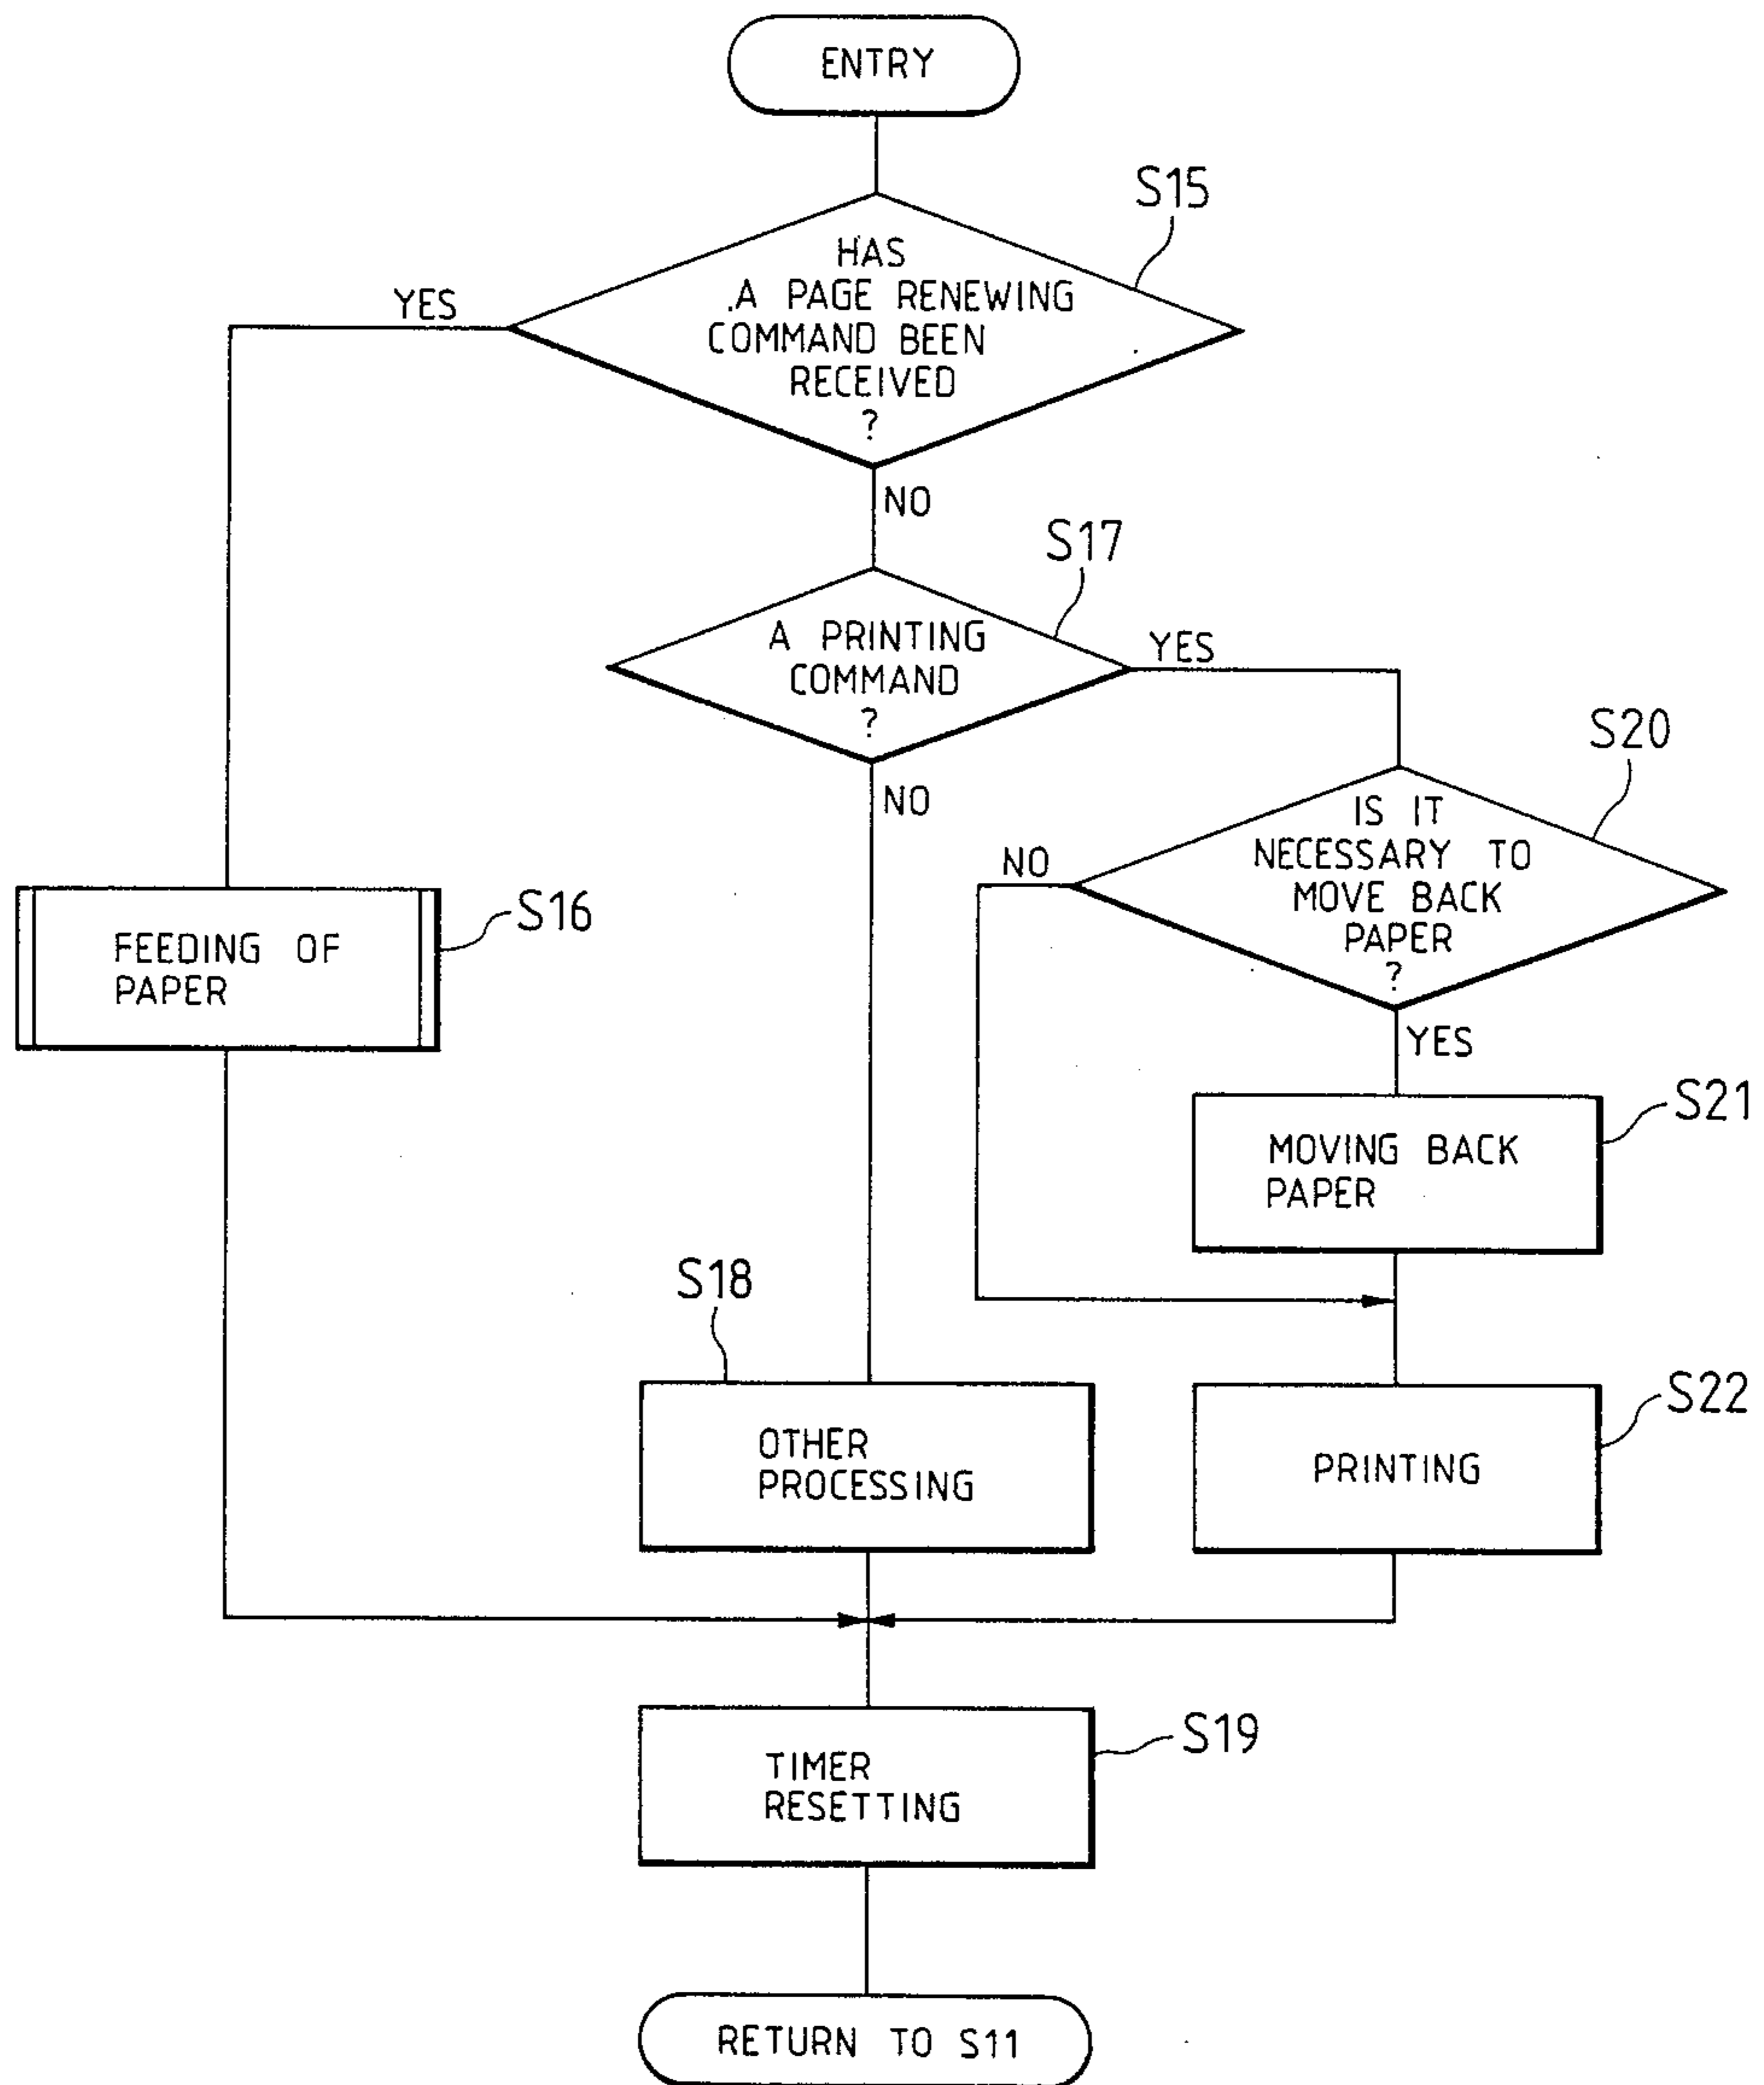 ENTRY
S15
HAS
A PAGE RENEWING
COMMAND BEEN
RECEIVED
?
YES
NO
S17
A PRINTING
COMMAND
?
YES
NO
S20
IS IT
NECESSARY TO
MOVE BACK
PAPER
?
NO
YES
S16
FEEDING OF
PAPER
S21
MOVING BACK
PAPER
S18
OTHER
PROCESSING
S22
PRINTING
S19
TIMER
RESETTING
RETURN TO S11